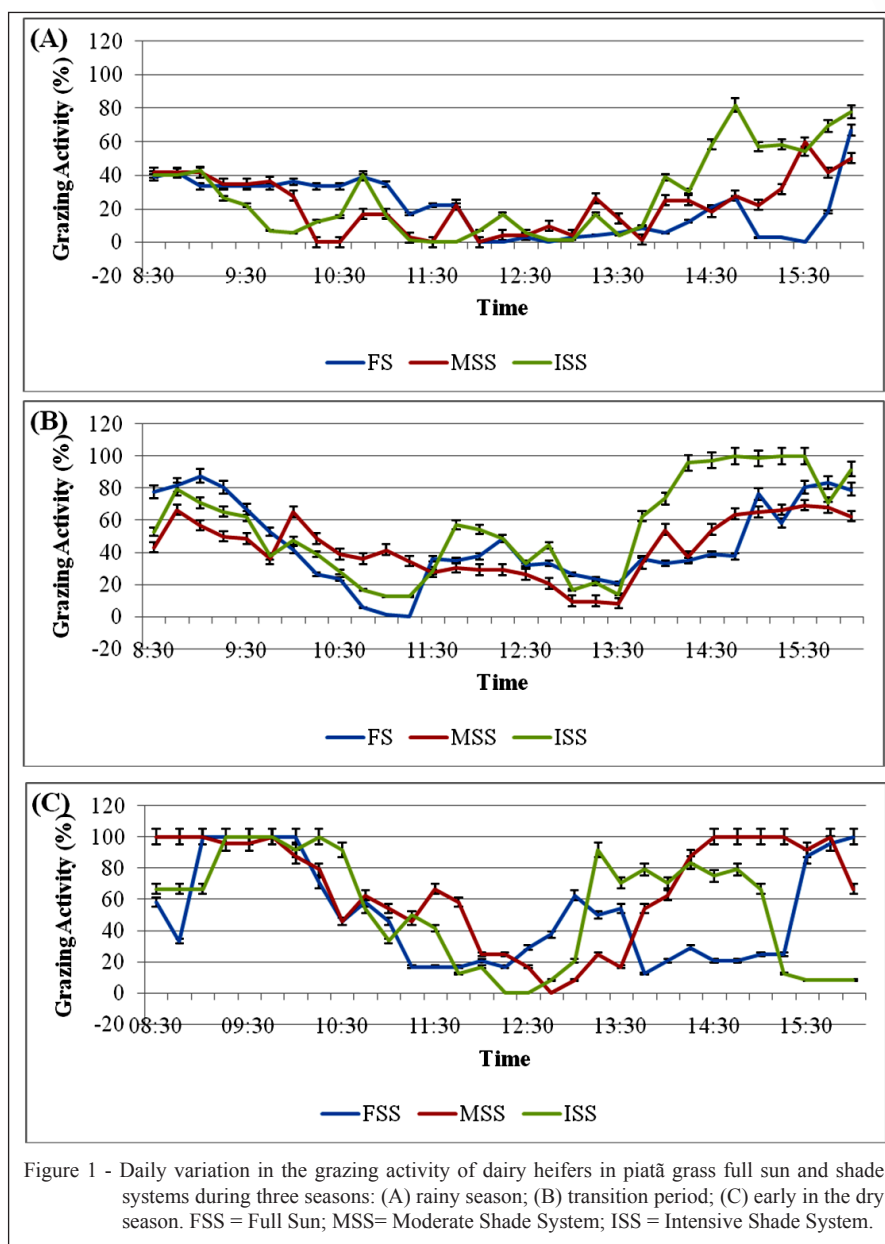 (A)
120
100
80
60
40
20
0
-20
Grazing Activity (%)
8:30 9:30 10:30 11:30 12:30 13:30 14:30 15:30
Time
FS MSS ISS
(B)
120
100
80
60
40
20
0
-20
Grazing Activity (%)
8:30 9:30 10:30 11:30 12:30 13:30 14:30 15:30
Time
FS MSS ISS
(C)
120
100
80
60
40
20
0
-20
Grazing Activity (%)
08:30 09:30 10:30 11:30 12:30 13:30 14:30 15:30
Time
FSS MSS ISS
Figure 1 - Daily variation in the grazing activity of dairy heifers in piatã grass full sun and shade
systems during three seasons: (A) rainy season; (B) transition period; (C) early in the dry
season. FSS = Full Sun; MSS= Moderate Shade System; ISS = Intensive Shade System.